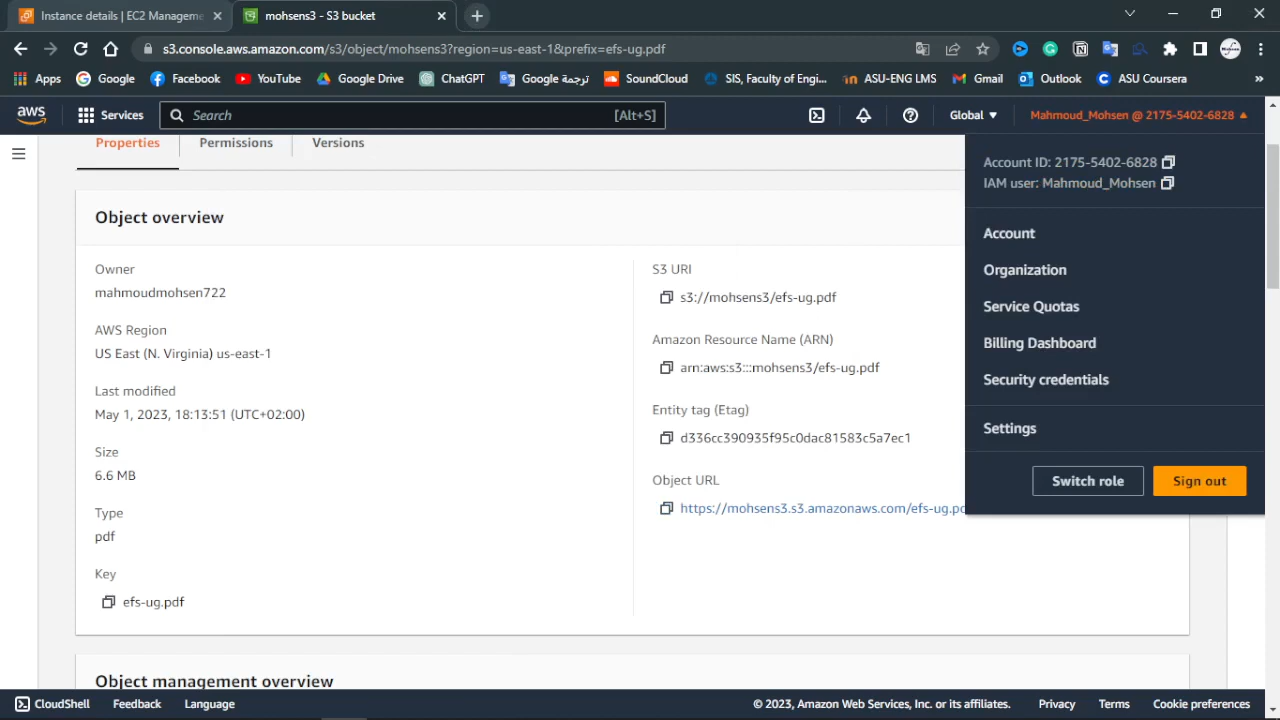 Instance details | EC2 Manageme
mohsens3 - S3 bucket
s3.console.aws.amazon.com/s3/object/mohsens3?region=us-east-1&prefix=efs-ug.pdf
Apps
Google
Facebook
YouTube
Google Drive
ChatGPT
ترجمة Google
SoundCloud
SIS, Faculty of Engi...
ASU-ENG LMS
Gmail
Outlook
ASU Coursera
»
aws
Services
Search
[Alt+S]
Global
Mahmoud_Mohsen @ 2175-5402-6828
Properties
Permissions
Versions
Account ID: 2175-5402-6828
IAM user: Mahmoud_Mohsen
Account
Organization
Service Quotas
Billing Dashboard
Security credentials
Settings
Switch role
Sign out
Object overview
Owner
mahmoudmohsen722
AWS Region
US East (N. Virginia) us-east-1
Last modified
May 1, 2023, 18:13:51 (UTC+02:00)
Size
6.6 MB
Type
pdf
Key
efs-ug.pdf
S3 URI
s3://mohsens3/efs-ug.pdf
Amazon Resource Name (ARN)
arn:aws:s3:::mohsens3/efs-ug.pdf
Entity tag (Etag)
d336cc390935f95c0dac81583c5a7ec1
Object URL
https://mohsens3.s3.amazonaws.com/efs-ug.pd
Object management overview
CloudShell
Feedback
Language
© 2023, Amazon Web Services, Inc. or its affiliates.
Privacy
Terms
Cookie preferences